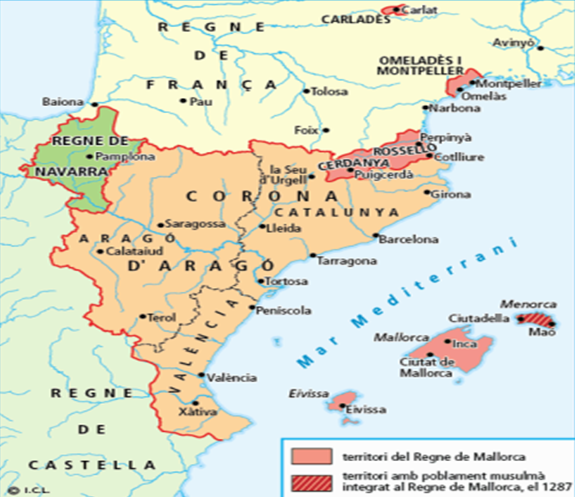 Carlat
CARLADÈS
REGNE
DE
FRANÇA
Avinyó
OMELADÈS I
MONTPELLER
Montpeller
Omelàs
Tolosa
Pau
Baiona
Narbona
Foix
Perpinyà
ROSSELLÓ
Cotlliure
CERDANYA
Puigcerdà
REGNE DE
NAVARRA
Pamplona
la Seu
d'Urgell
Girona
CORONA
CATALUNYA
Saragossa
Lleida
Barcelona
ARAGÓ
Calataiud
D'ARAGÓ
Tarragona
Tortosa
Mar Mediterrani
Peníscola
Terol
Menorca
Ciutadella
Maó
Mallorca
Inca
Ciutat de
Mallorca
VALÈNCIA
València
Eivissa
Eivissa
Xàtiva
REGNE
DE
CASTELLA
territori del Regne de Mallorca
territori amb poblament musulmà
integrat al Regne de Mallorca, el 1287
© I.C.L.